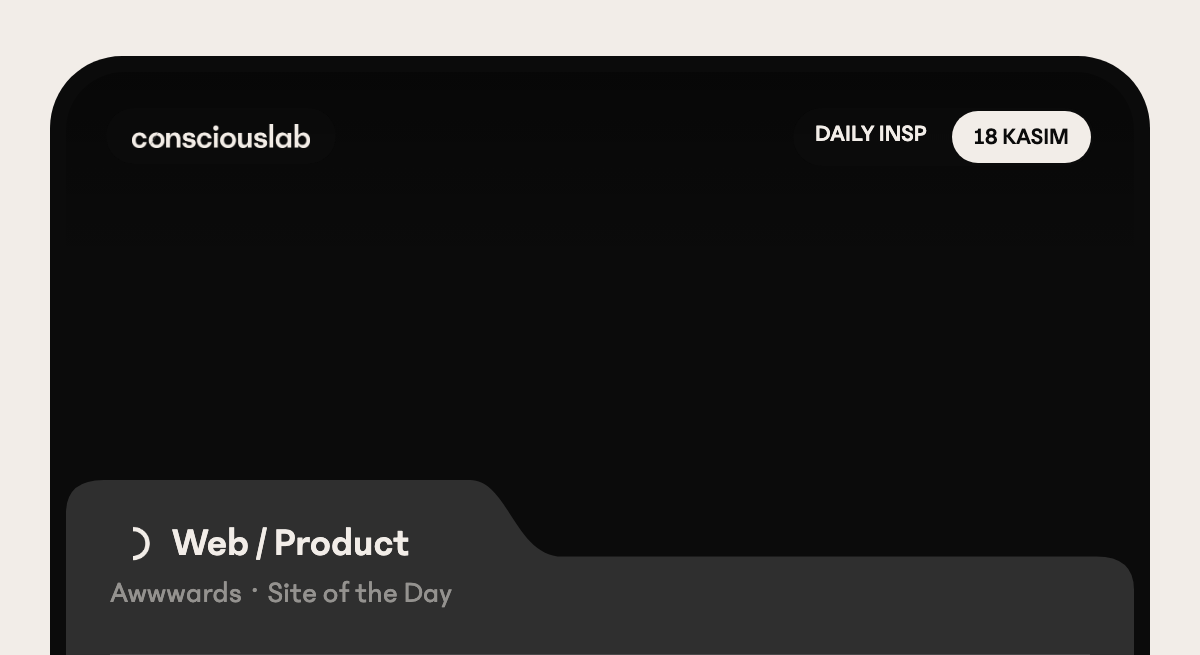 consciouslab
DAILY INSP
18 KASIM
Web / Product
Awwwards · Site of the Day